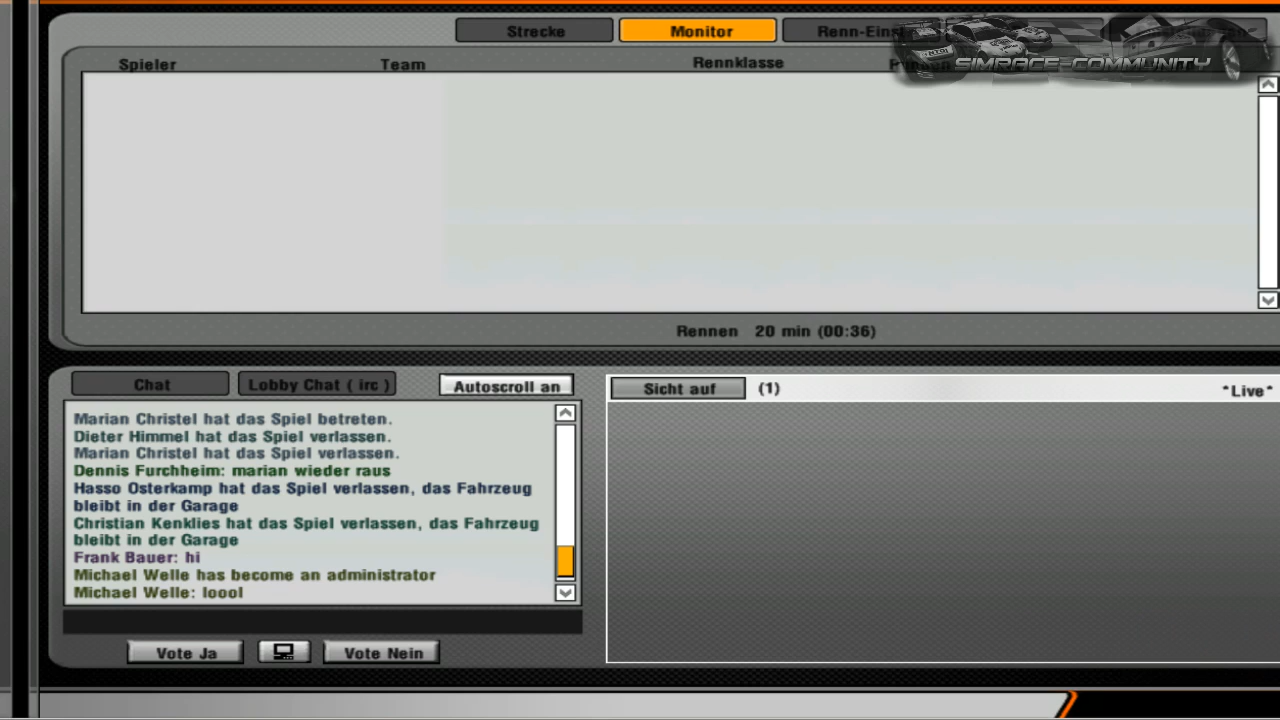 Strecke Monitor Renn-Einst
SIMRACE-COMMUNITY
Spieler Team Rennklasse
Rennen 20 min (00:36)
Chat Lobby Chat ( irc ) Autoscroll an
Marian Christel hat das Spiel betreten.
Dieter Himmel hat das Spiel verlassen.
Marian Christel hat das Spiel verlassen.
Dennis Furchheim: marian wieder raus
Hasso Osterkamp hat das Spiel verlassen, das Fahrzeug
bleibt in der Garage
Christian Kenklies hat das Spiel verlassen, das Fahrzeug
bleibt in der Garage
Frank Bauer: hi
Michael Welle has become an administrator
Michael Welle: loool
Vote Ja Vote Nein
Sicht auf (1) *Live*